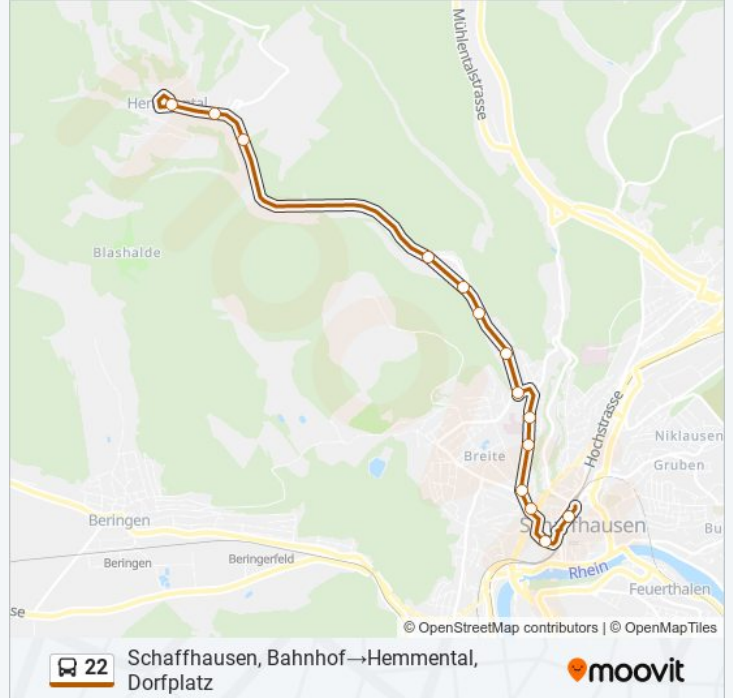 Mühlentalstrasse
Hemmental
Blashalde
Hochstrasse
Niklausen
Gruben
Breite
Beringen
Schaffhausen
Bu
Beringen
Beringerfeld
Rhein
Feuerthalen
se
© OpenStreetMap contributors | © OpenMapTiles
22
Schaffhausen, Bahnhof→Hemmental,
Dorfplatz
moovit